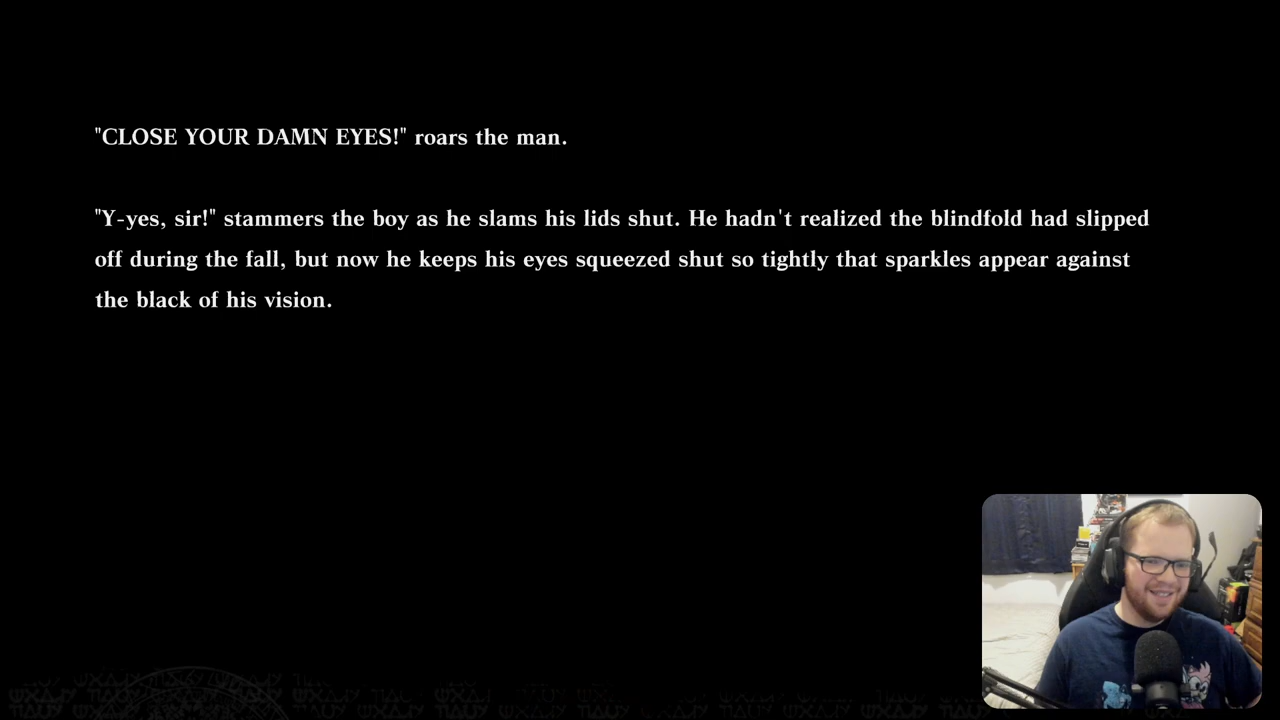 "CLOSE YOUR DAMN EYES!" roars the man.
"Y-yes, sir!" stammers the boy as he slams his lids shut. He hadn't realized the blindfold had slipped
off during the fall, but now he keeps his eyes squeezed shut so tightly that sparkles appear against
the black of his vision.